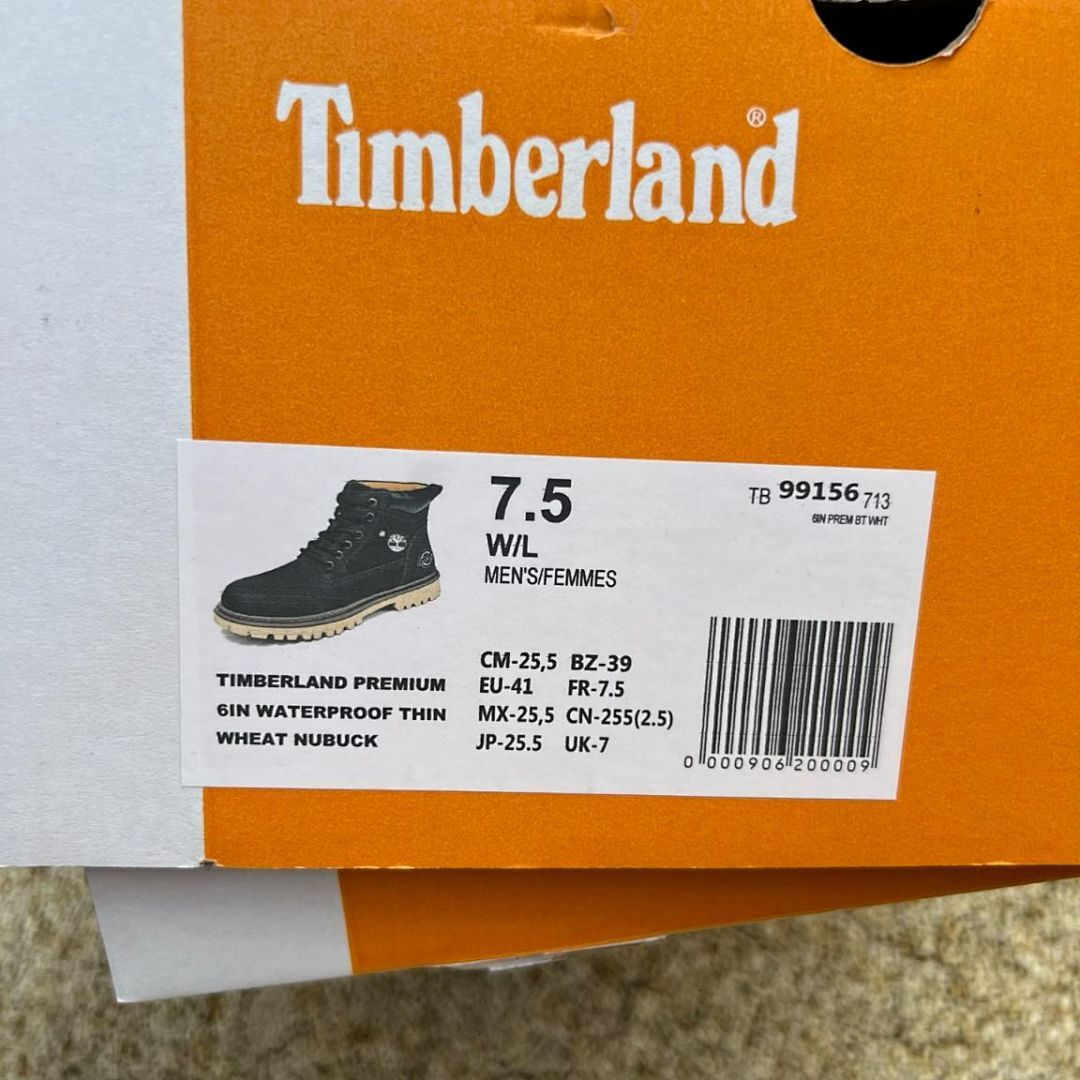 Timberland®
7.5
W/L
MEN'S/FEMMES
TB 99156 713
6IN PREM BT WHT
TIMBERLAND PREMIUM
6IN WATERPROOF THIN
WHEAT NUBUCK
CM-25,5 BZ-39
EU-41 FR-7.5
MX-25,5 CN-255(2.5)
JP-25.5 UK-7
0 000906 200009